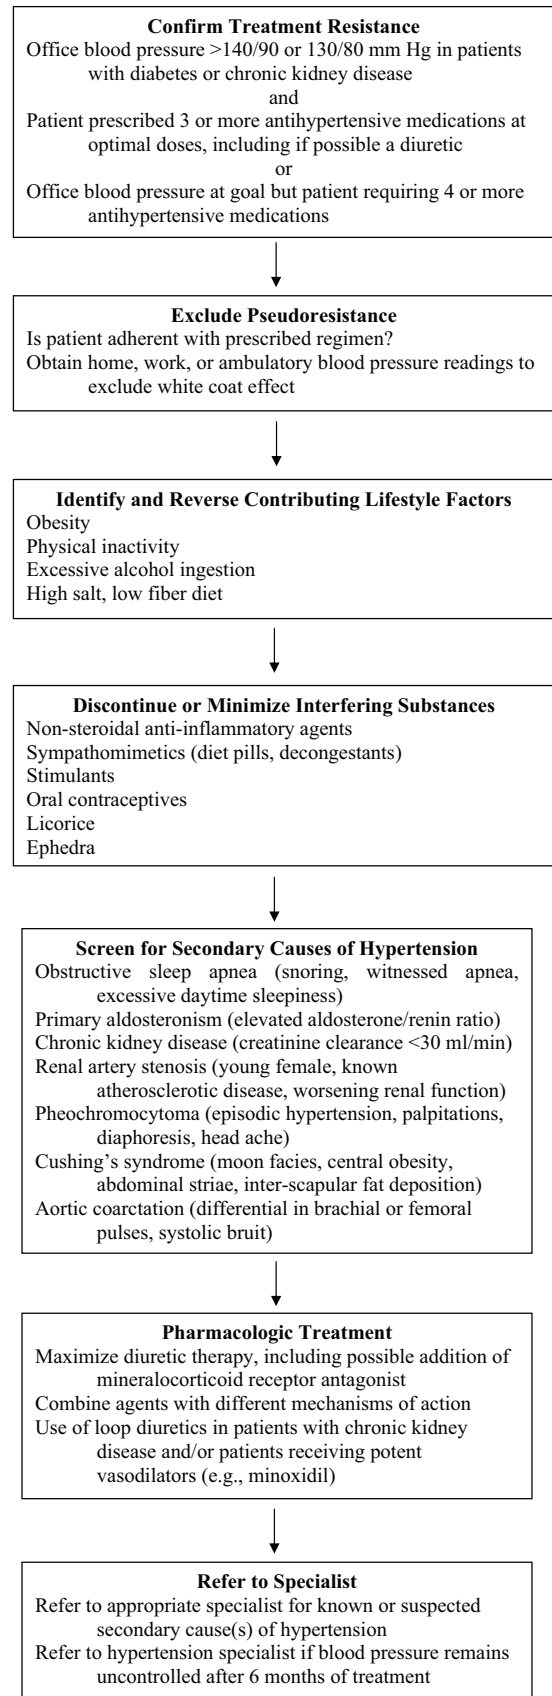 Confirm Treatment Resistance
Office blood pressure >140/90 or 130/80 mm Hg in patients
with diabetes or chronic kidney disease
and
Patient prescribed 3 or more antihypertensive medications at
optimal doses, including if possible a diuretic
or
Office blood pressure at goal but patient requiring 4 or more
antihypertensive medications
Exclude Pseudoresistance
Is patient adherent with prescribed regimen?
Obtain home, work, or ambulatory blood pressure readings to
exclude white coat effect
Identify and Reverse Contributing Lifestyle Factors
Obesity
Physical inactivity
Excessive alcohol ingestion
High salt, low fiber diet
Discontinue or Minimize Interfering Substances
Non-steroidal anti-inflammatory agents
Sympathomimetics (diet pills, decongestants)
Stimulants
Oral contraceptives
Licorice
Ephedra
Screen for Secondary Causes of Hypertension
Obstructive sleep apnea (snoring, witnessed apnea,
excessive daytime sleepiness)
Primary aldosteronism (elevated aldosterone/renin ratio)
Chronic kidney disease (creatinine clearance <30 ml/min)
Renal artery stenosis (young female, known
atherosclerotic disease, worsening renal function)
Pheochromocytoma (episodic hypertension, palpitations,
diaphoresis, head ache)
Cushing's syndrome (moon facies, central obesity,
abdominal striae, inter-scapular fat deposition)
Aortic coarctation (differential in brachial or femoral
pulses, systolic bruit)
Pharmacologic Treatment
Maximize diuretic therapy, including possible addition of
mineralocorticoid receptor antagonist
Combine agents with different mechanisms of action
Use of loop diuretics in patients with chronic kidney
disease and/or patients receiving potent
vasodilators (e.g., minoxidil)
Refer to Specialist
Refer to appropriate specialist for known or suspected
secondary cause(s) of hypertension
Refer to hypertension specialist if blood pressure remains
uncontrolled after 6 months of treatment